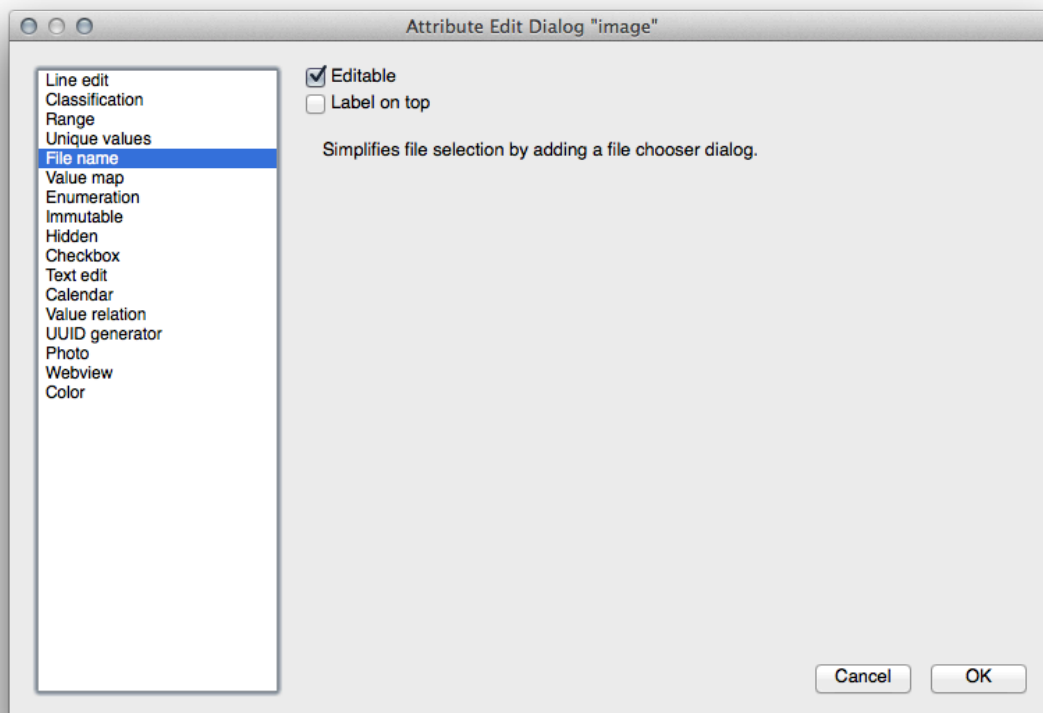 Attribute Edit Dialog "image"
Line edit
Classification
Range
Unique values
File name
Value map
Enumeration
Immutable
Hidden
Checkbox
Text edit
Calendar
Value relation
UUID generator
Photo
Webview
Color
Editable
Label on top
Simplifies file selection by adding a file chooser dialog.
Cancel
OK